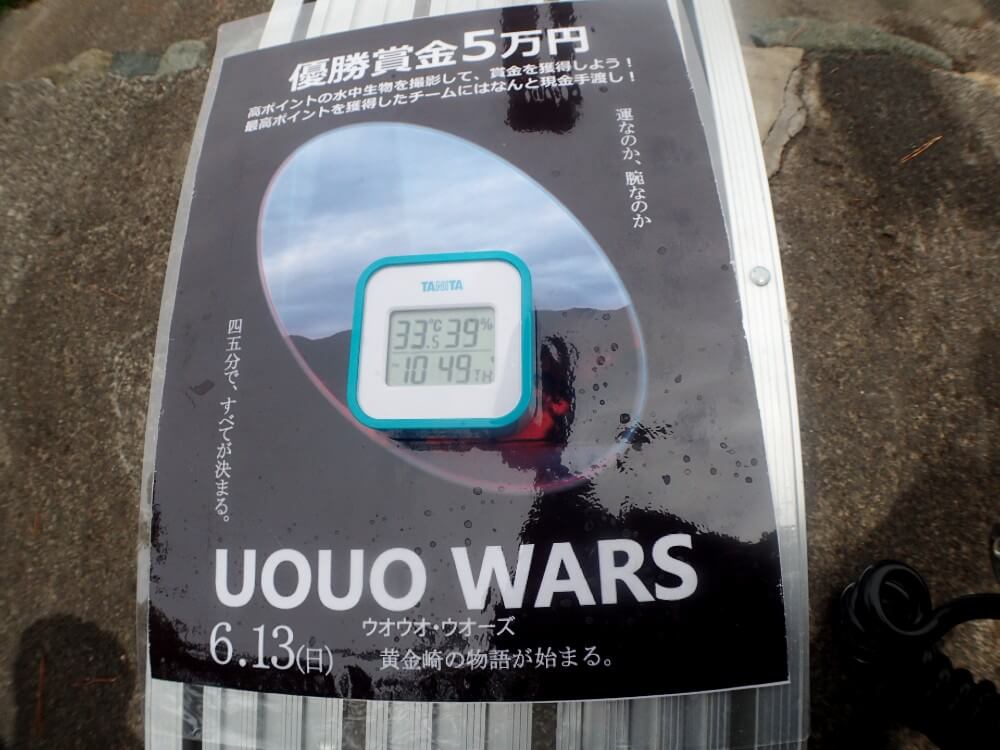 優勝賞金5万円
高ポイントの水中生物を撮影して、賞金を獲得しよう！
最高ポイントを獲得したチームにはなんと現金手渡し！
運なのか、腕なのか
TANITA
33.5℃ 39%
10 49 TH
四五分で、すべてが決まる。
UOUO WARS
ウオウオ・ウオーズ
6.13(日)
黄金崎の物語が始まる。